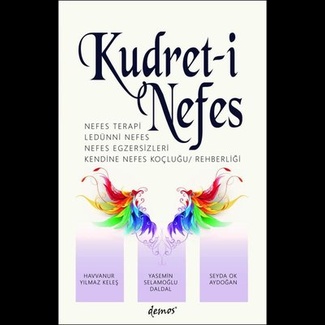 Kudret-i
Nefes
NEFES TERAPİ
LEDÜNNİ NEFES
NEFES EGZERSİZLERİ
KENDİNE NEFES KOÇLUĞU/ REHBERLİĞİ
HAVVANUR
YILMAZ KELEŞ
YASEMİN
SELAMOĞLU
DALDAL
SEYDA OK
AYDOĞAN
demos